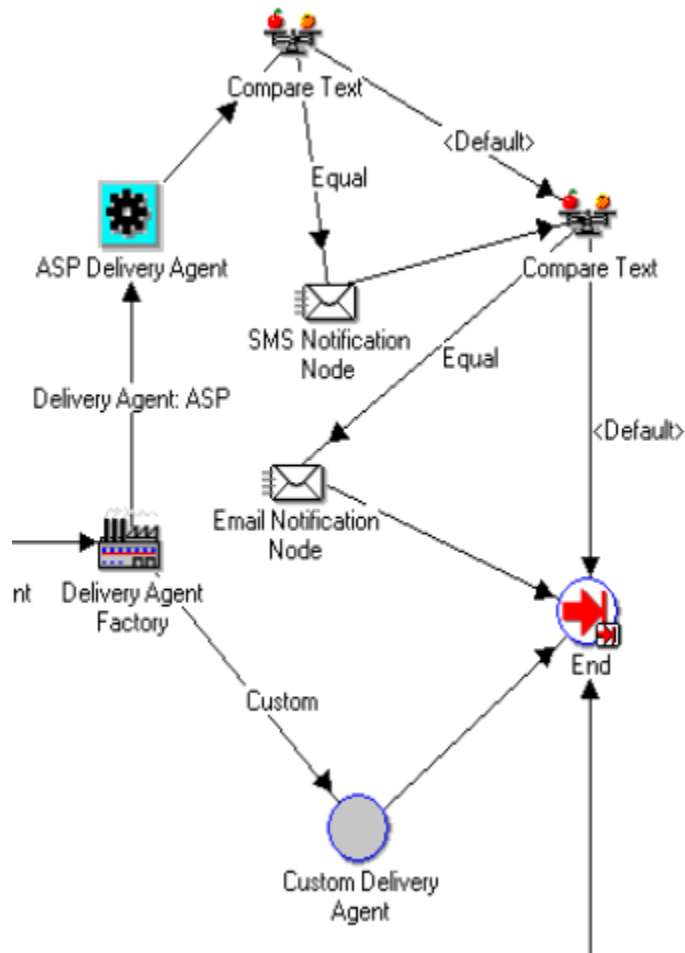 Compare Text
<Default>
Equal
ASP Delivery Agent
Compare Text
SMS Notification
Node
Equal
Delivery Agent: ASP
<Default>
Email Notification
Node
nt
Delivery Agent
Factory
End
Custom
Custom Delivery
Agent